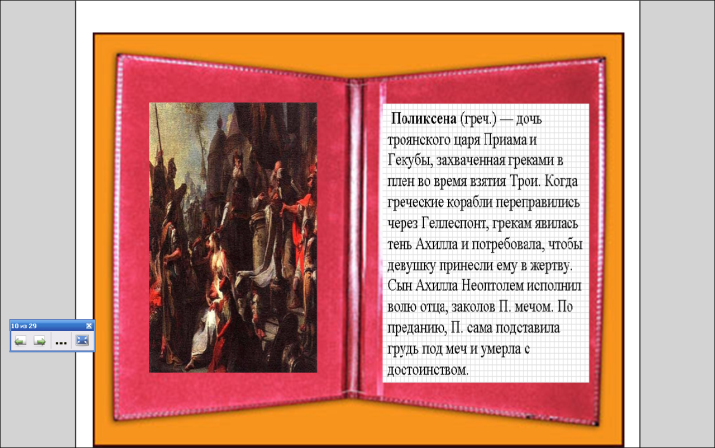 Поликсена (греч.) — дочь
троянского царя Приама и
Гекубы, захваченная греками в
плен во время взятия Трои. Когда
греческие корабли переправились
через Геллеспонт, грекам явилась
тень Ахилла и потребовала, чтобы
девушку принесли ему в жертву.
Сын Ахилла Неоптолем исполнил
волю отца, заколов П. мечом. По
преданию, П. сама подставила
грудь под меч и умерла с
достоинством.
10 из 29